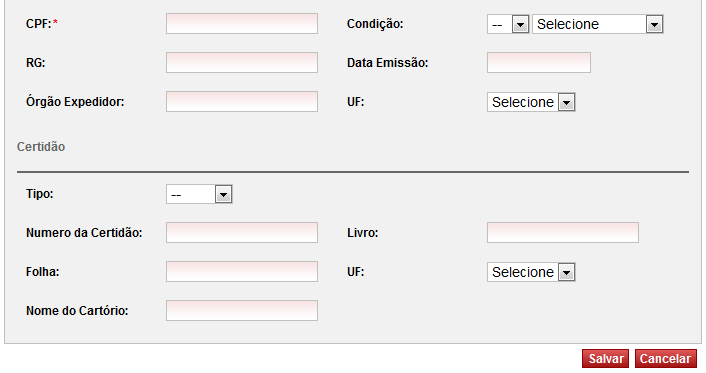 CPF:* Condição: -- Selecione
RG: Data Emissão:
Órgão Expedidor: UF: Selecione
Certidão
Tipo: --
Numero da Certidão: Livro:
Folha: UF: Selecione
Nome do Cartório:
Salvar Cancelar